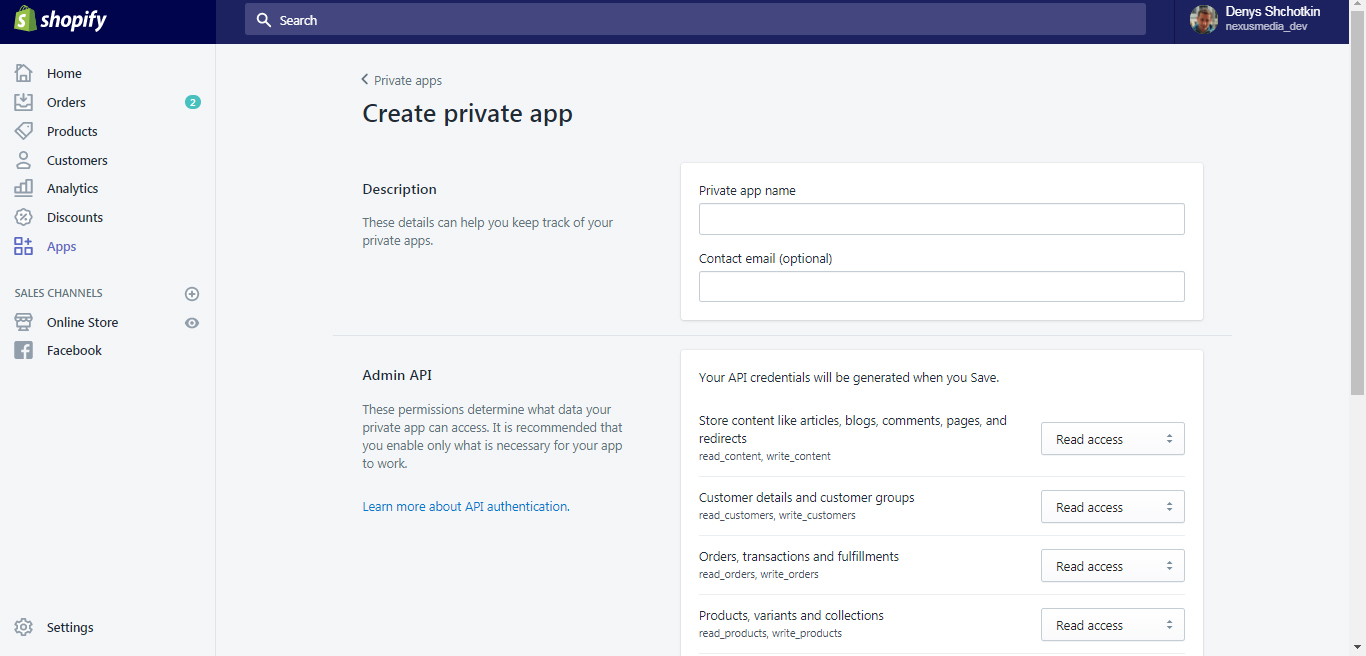 shopify
Search
Denys Shchotkin
nexusmedia_dev
Home
Orders
2
Products
Customers
Analytics
Discounts
Apps
SALES CHANNELS
Online Store
Facebook
Settings
Private apps
Create private app
Description
These details can help you keep track of your
private apps.
Private app name
Contact email (optional)
Admin API
These permissions determine what data your
private app can access. It is recommended that
you enable only what is necessary for your app
to work.
Learn more about API authentication.
Your API credentials will be generated when you Save.
Store content like articles, blogs, comments, pages, and
redirects
read_content, write_content
Read access
Customer details and customer groups
read_customers, write_customers
Read access
Orders, transactions and fulfillments
read_orders, write_orders
Read access
Products, variants and collections
read_products, write_products
Read access